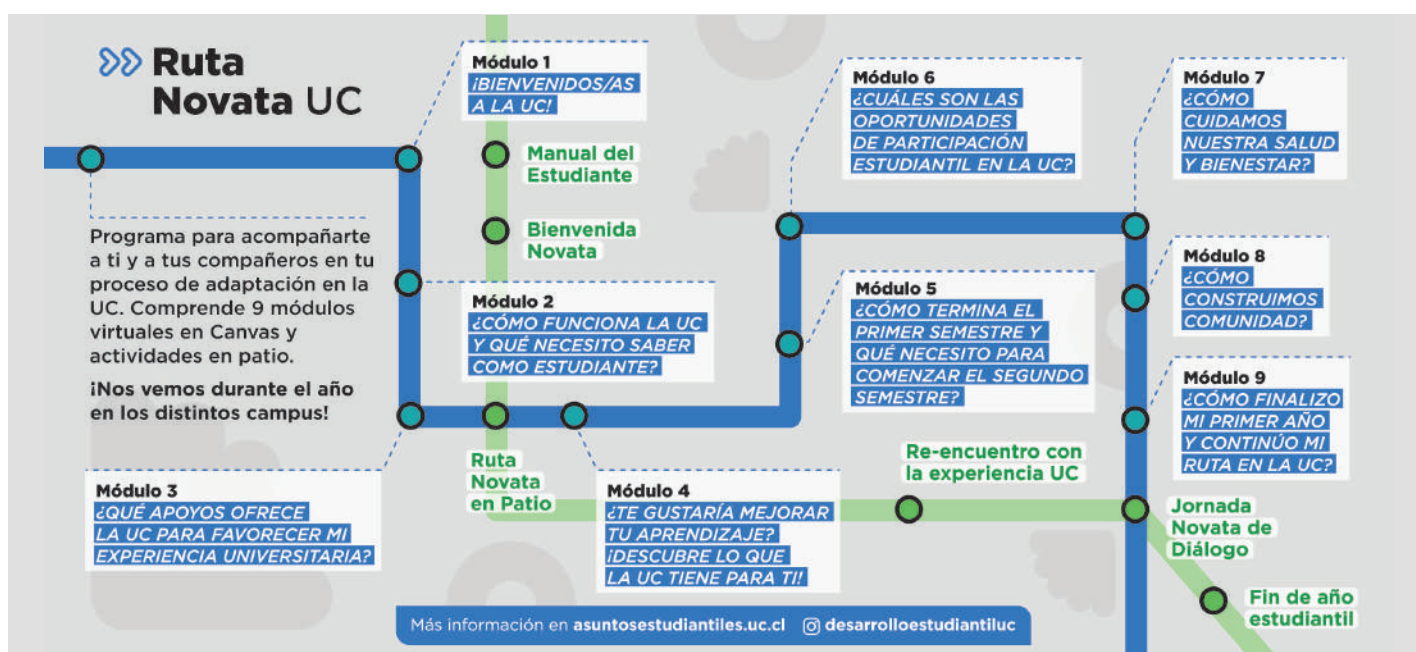 Ruta
Novata UC
Programa para acompañarte
a ti y a tus compañeros en tu
proceso de adaptación en la
UC. Comprende 9 módulos
virtuales en Canvas y
actividades en patio.
¡Nos vemos durante el año
en los distintos campus!
Módulo 1
¡BIENVENIDOS/AS
A LA UC!
Manual del
Estudiante
Bienvenida
Novata
Módulo 2
¿CÓMO FUNCIONA LA UC
Y QUÉ NECESITO SABER
COMO ESTUDIANTE?
Módulo 3
¿QUÉ APOYOS OFRECE
LA UC PARA FAVORECER MI
EXPERIENCIA UNIVERSITARIA?
Ruta
Novata
en Patio
Módulo 4
¿TE GUSTARÍA MEJORAR
TU APRENDIZAJE?
¡DESCUBRE LO QUE
LA UC TIENE PARA TI!
Módulo 5
¿CÓMO TERMINA EL
PRIMER SEMESTRE Y
QUÉ NECESITO PARA
COMENZAR EL SEGUNDO
SEMESTRE?
Módulo 6
¿CUÁLES SON LAS
OPORTUNIDADES
DE PARTICIPACIÓN
ESTUDIANTIL EN LA UC?
Módulo 7
¿CÓMO
CUIDAMOS
NUESTRA SALUD
Y BIENESTAR?
Módulo 8
¿CÓMO
CONSTRUIMOS
COMUNIDAD?
Módulo 9
¿CÓMO FINALIZO
MI PRIMER AÑO
Y CONTINÚO MI
RUTA EN LA UC?
Re-encuentro con
la experiencia UC
Jornada
Novata de
Diálogo
Fin de año
estudiantil
Más información en asuntosestudiantiles.uc.cl desarrolloestudiantiluc